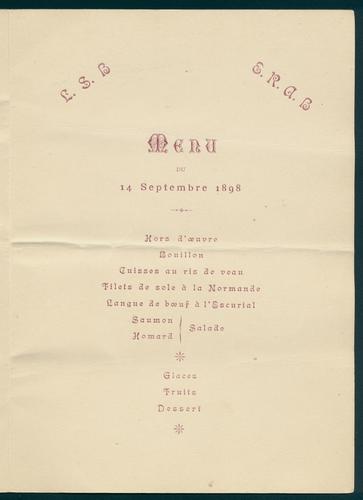 L. S. B
E. R. A. B
Menu
DU
14 Septembre 1898
Hors d'œuvre
Bouillon
Cuisses au ris de veau
Filets de sole à la Normande
Langue de bœuf à l'Escurial
Saumon
Homard
Salade
Glaces
Fruits
Dessert